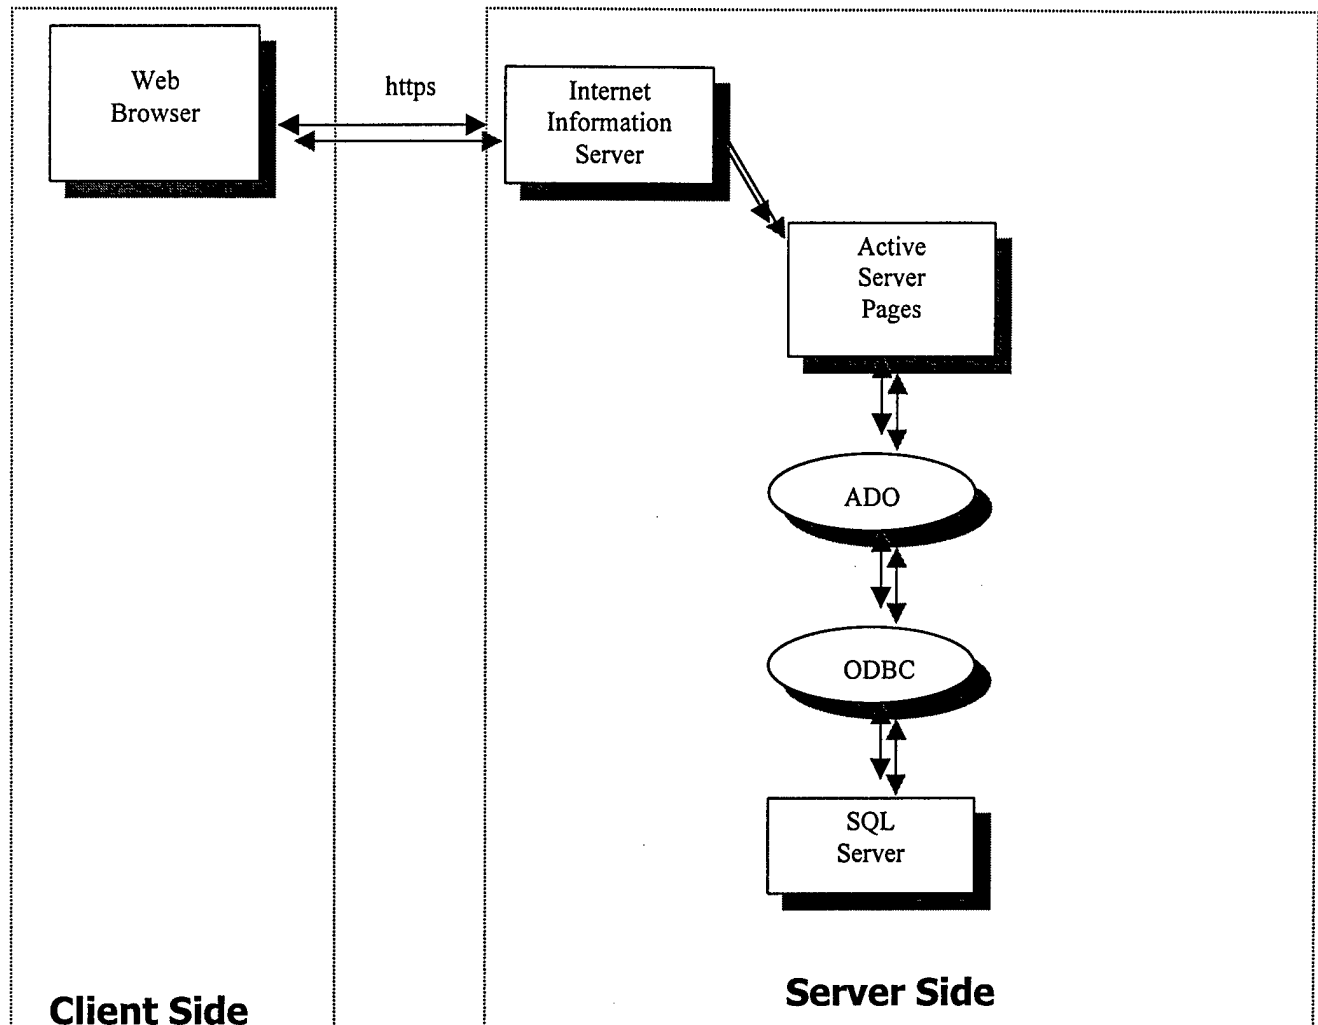 Web
Browser
https
Internet
Information
Server
Active
Server
Pages
ADO
ODBC
SQL
Server
Client Side
Server Side